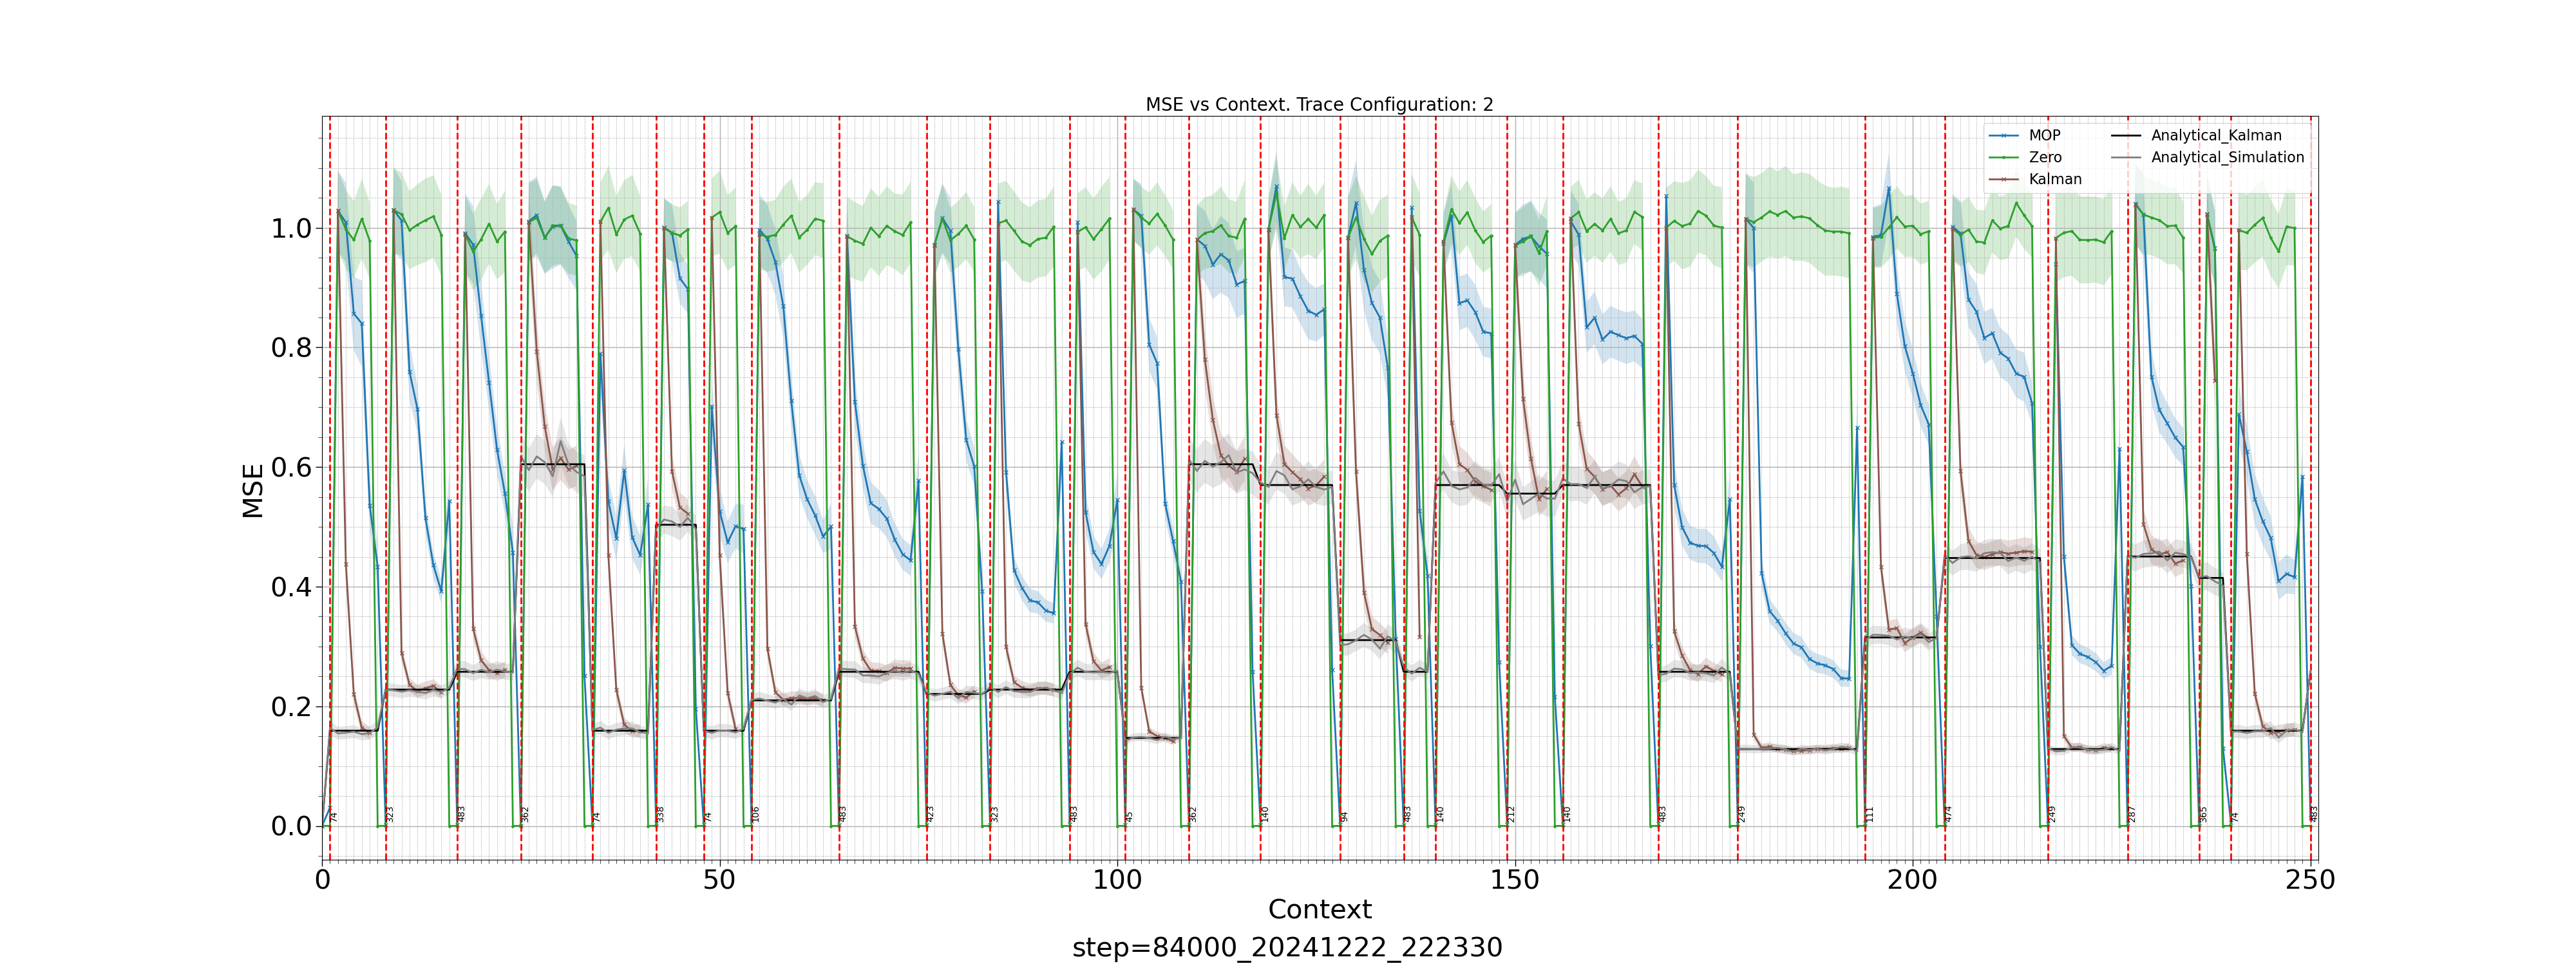 MSE vs Context. Trace Configuration: 2
MOP
Zero
Kalman
Analytical_Kalman
Analytical_Simulation
MSE
1.0
0.8
0.6
0.4
0.2
0.0
74 323 483 362 74 338 74 106 483 423 323 483 45 362 140 94 483 140 212 140 483 249 111 474 249 287 365 74 483
0 50 100 150 200 250
Context
step=84000_20241222_222330